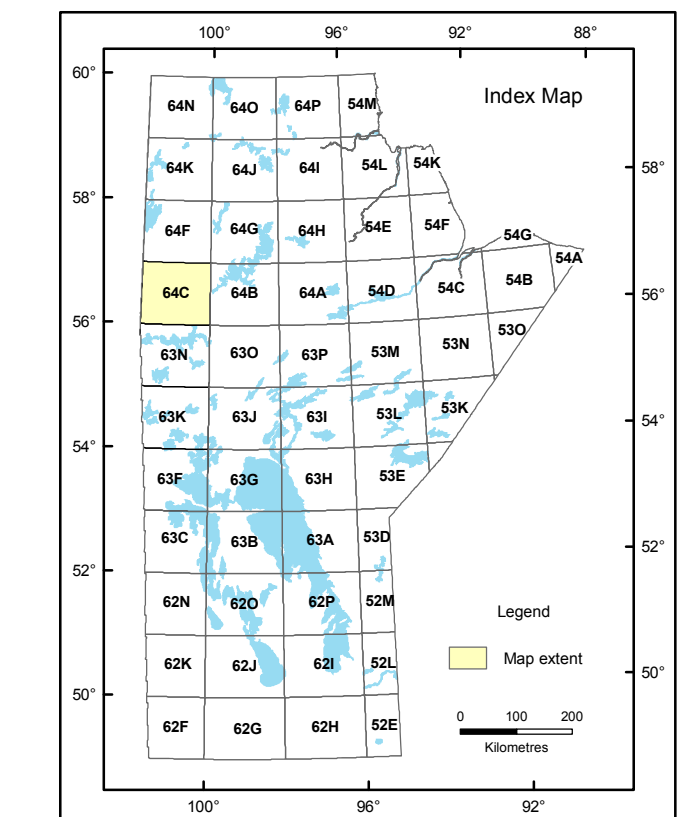 100° 96° 92° 88°
60°
Index Map
64N 64O 64P 54M
64K 64J 64I 54L 54K
58° 58°
64F 64G 64H 54E 54F 54G
54A
64C 64B 64A 54D 54C 54B
56° 56°
63N 63O 63P 53M 53N 53O
63K 63J 63I 53L 53K
54° 54°
63F 63G 63H 53E
63C 63B 63A 53D
52° 52°
62N 62O 62P 52M
Legend
62K 62J 62I 52L
Map extent
50° 50°
62F 62G 62H 52E
0 100 200
Kilometres
100° 96° 92°